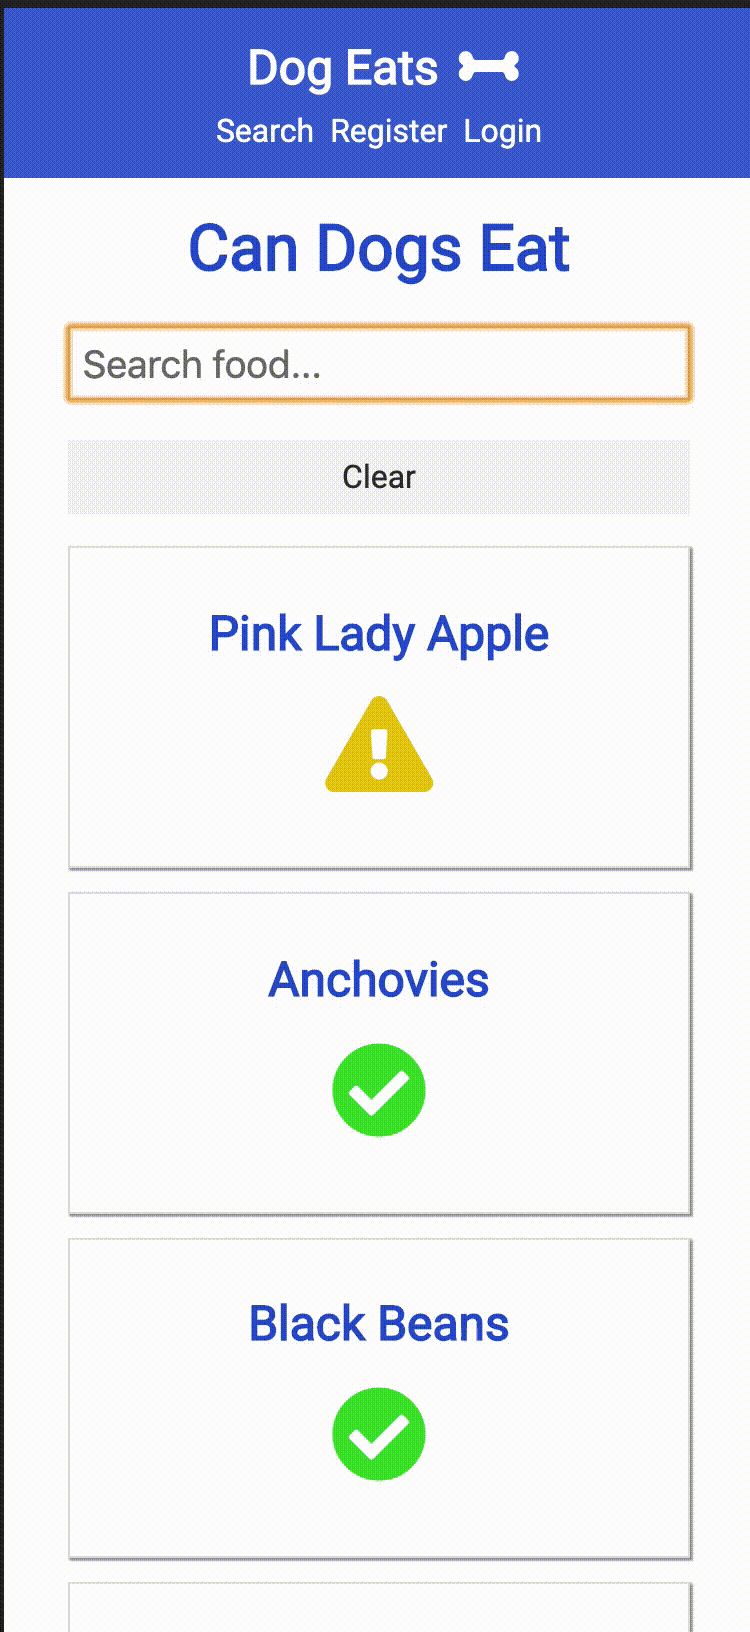 Dog Eats
Search Register Login
Can Dogs Eat
Search food...
Clear
Pink Lady Apple
Anchovies
Black Beans